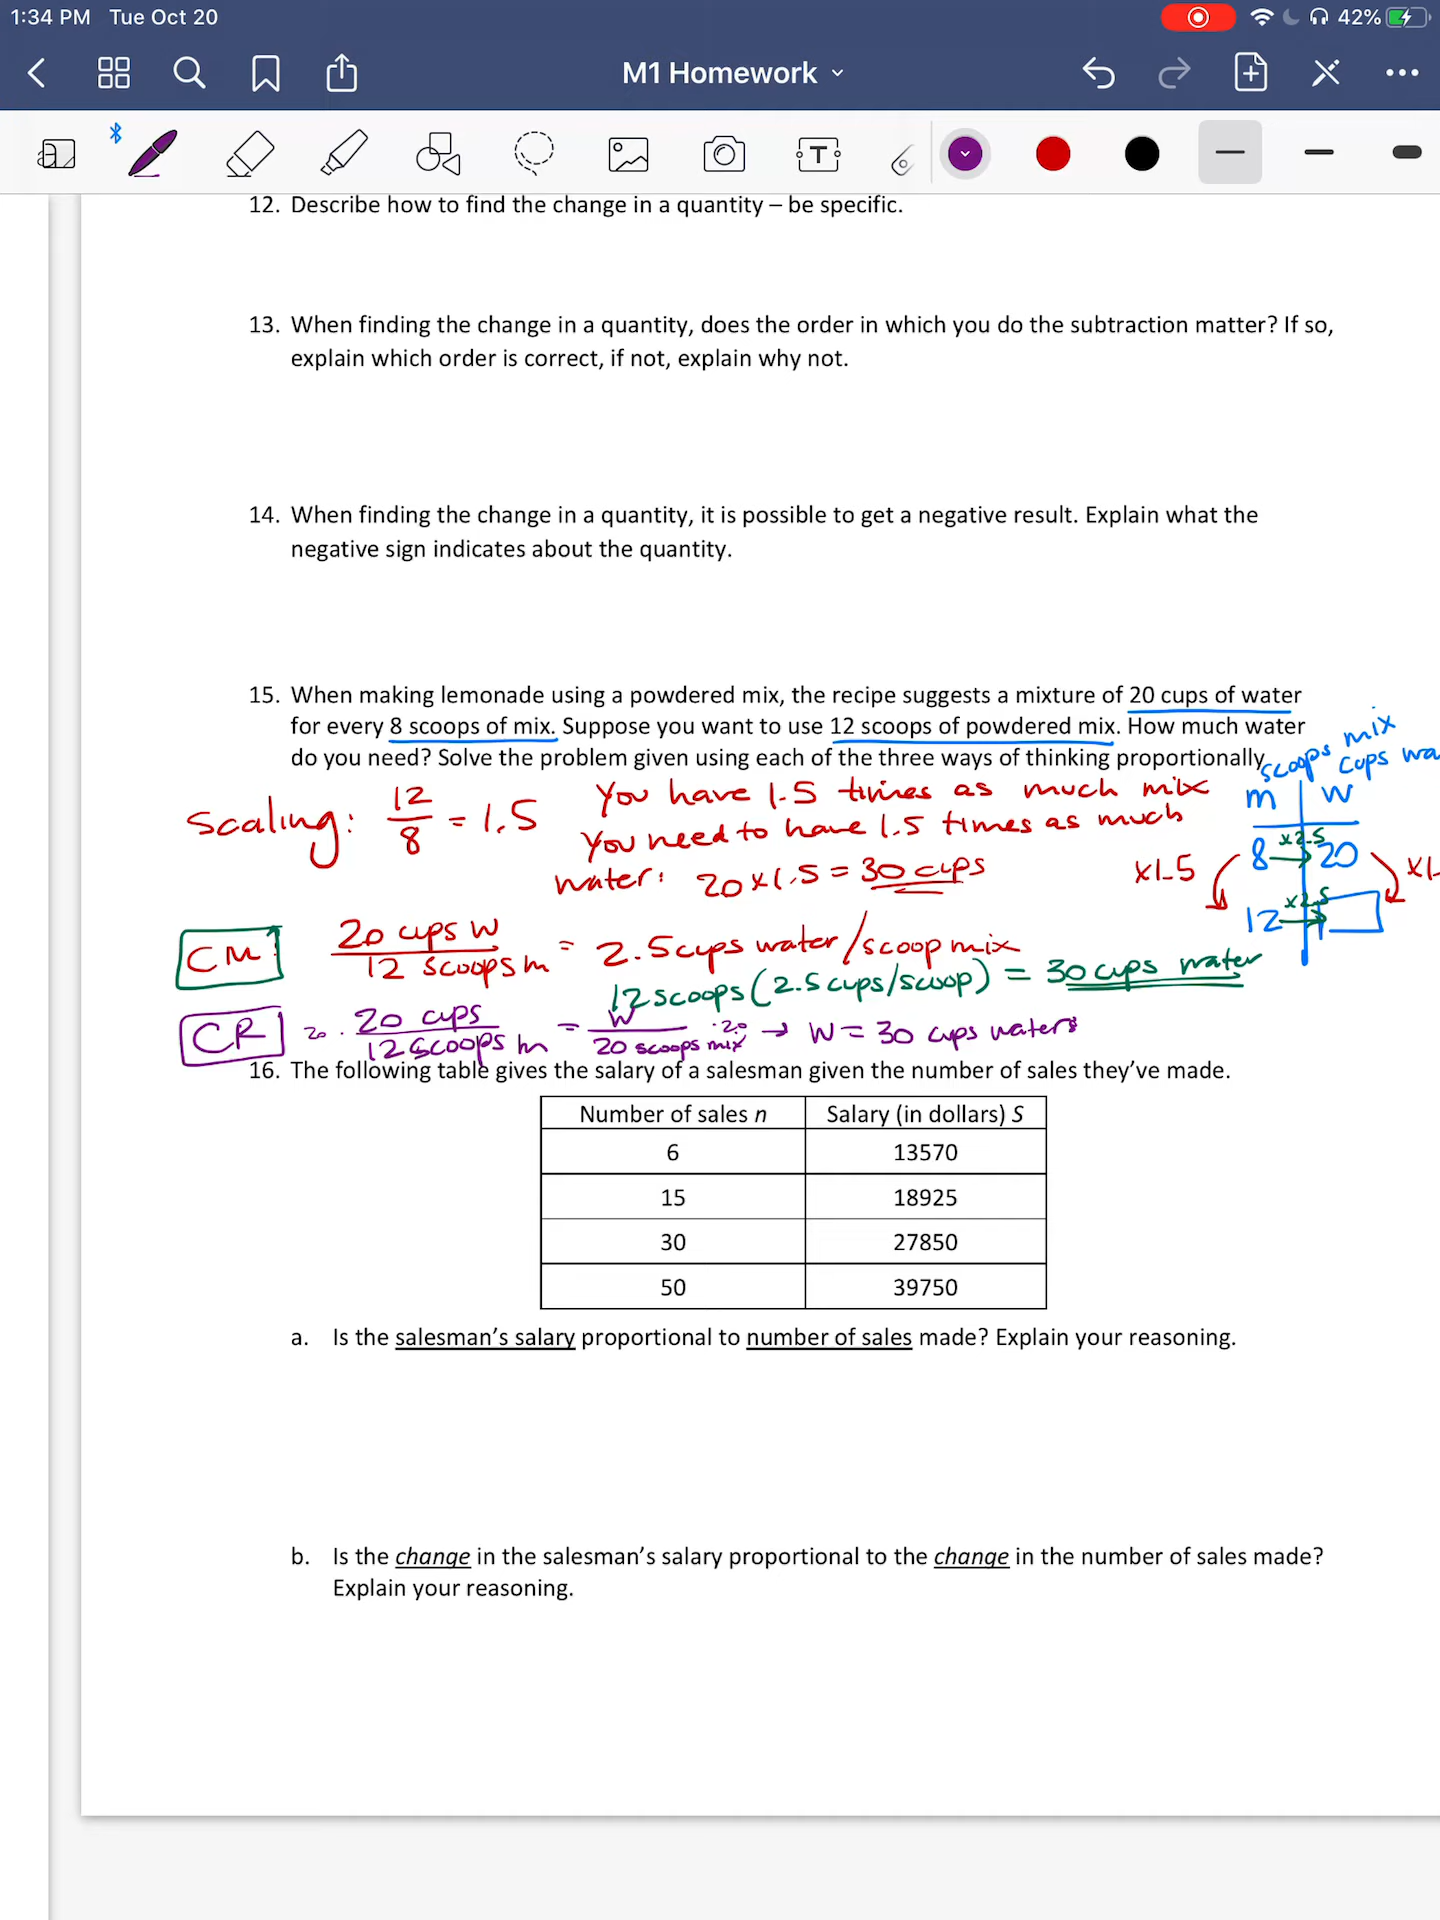 1:34 PM Tue Oct 20
42%
M1 Homework
T
12. Describe how to find the change in a quantity – be specific.
13. When finding the change in a quantity, does the order in which you do the subtraction matter? If so,
explain which order is correct, if not, explain why not.
14. When finding the change in a quantity, it is possible to get a negative result. Explain what the
negative sign indicates about the quantity.
15. When making lemonade using a powdered mix, the recipe suggests a mixture of 20 cups of water
for every 8 scoops of mix. Suppose you want to use 12 scoops of powdered mix. How much water
do you need? Solve the problem given using each of the three ways of thinking proportionally.
scoops mix
cups wa
m w
8 x2.5 20
x1.5
x1.
12 x2.5
Scaling: 12/8 = 1.5
You have 1.5 times as much mix
You need to have 1.5 times as much
water: 20x1.5 = 30 cups
CM: 20 cups w / 12 scoops m = 2.5 cups water/scoop mix
12 scoops (2.5 cups/scoop) = 30 cups water
CR 20 · 20 cups / 12 scoops m = w / 20 scoops mix · 20 → W = 30 cups waters
16. The following table gives the salary of a salesman given the number of sales they've made.
Number of sales n Salary (in dollars) S
6 13570
15 18925
30 27850
50 39750
a. Is the salesman's salary proportional to number of sales made? Explain your reasoning.
b. Is the change in the salesman's salary proportional to the change in the number of sales made?
Explain your reasoning.